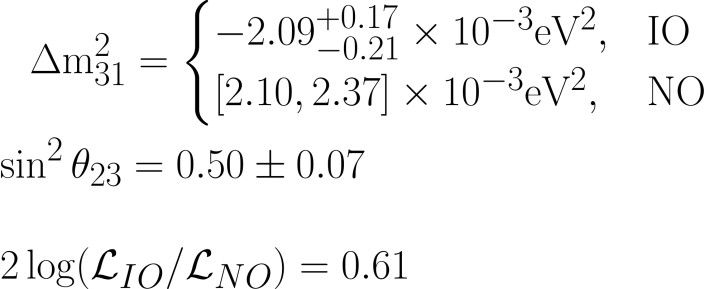 Δm²₃₁ = { −2.09⁺⁰·¹⁷₋₀.₂₁ × 10⁻³eV², IO
[2.10, 2.37] × 10⁻³eV², NO
sin² θ₂₃ = 0.50 ± 0.07
2 log(ℒ_IO/ℒ_NO) = 0.61